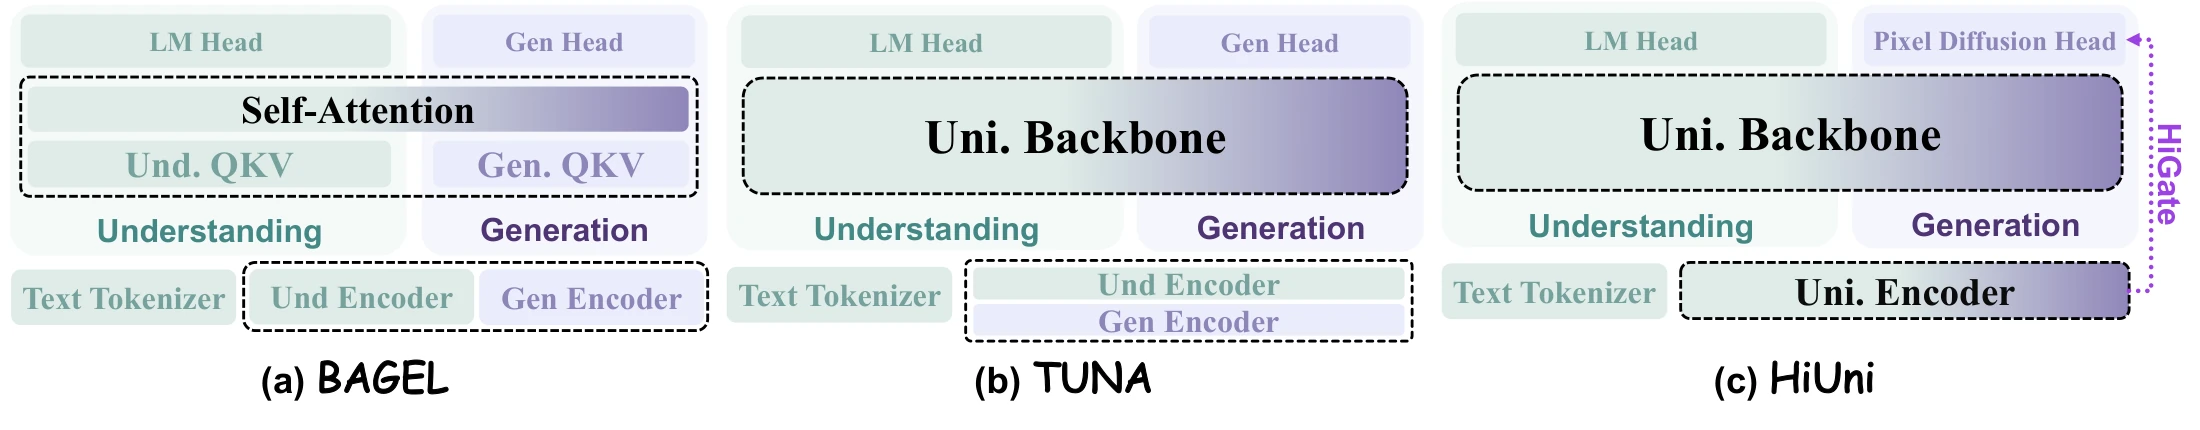 LM Head
Gen Head
Self-Attention
Und. QKV
Gen. QKV
Understanding
Generation
Text Tokenizer
Und Encoder
Gen Encoder
(a) BAGEL
LM Head
Gen Head
Uni. Backbone
Understanding
Generation
Text Tokenizer
Und Encoder
Gen Encoder
(b) TUNA
LM Head
Pixel Diffusion Head
Uni. Backbone
Understanding
Generation
HiGate
Text Tokenizer
Uni. Encoder
(c) HiUni